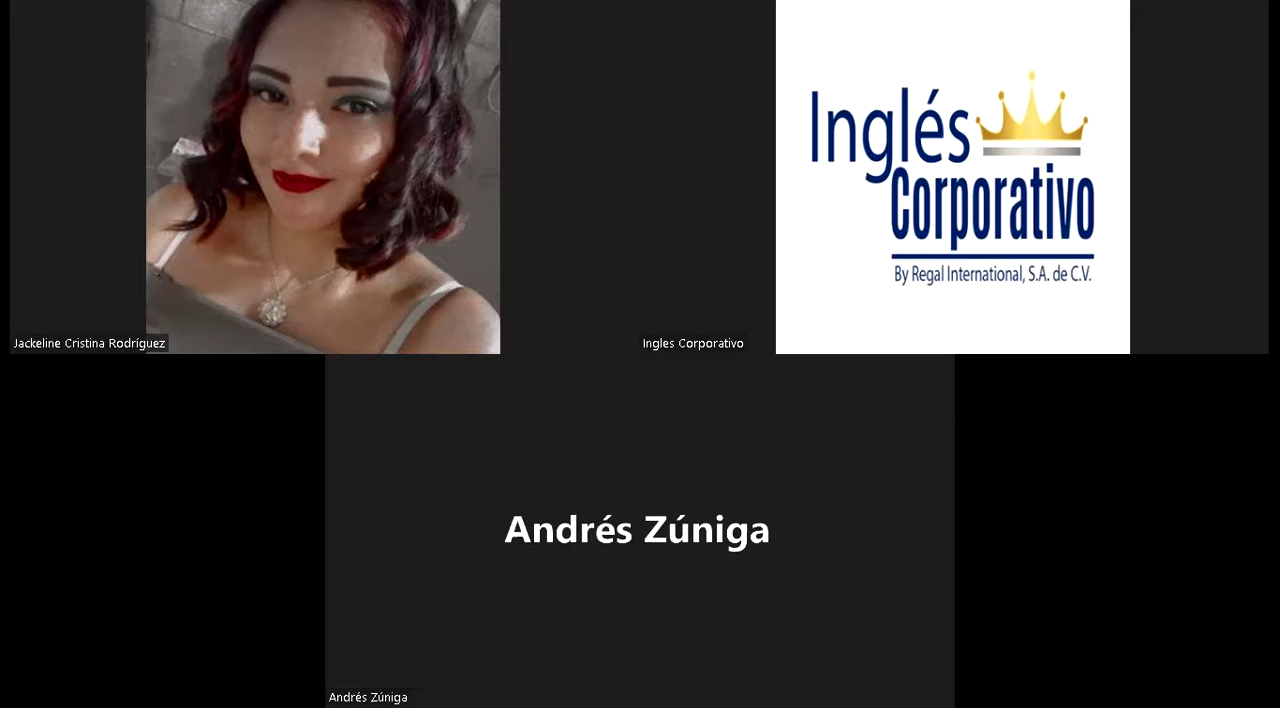 Inglés
Corporativo
By Regal International, S.A. de C.V.
Jackeline Cristina Rodríguez
Ingles Corporativo
Andrés Zúniga
Andrés Zúniga